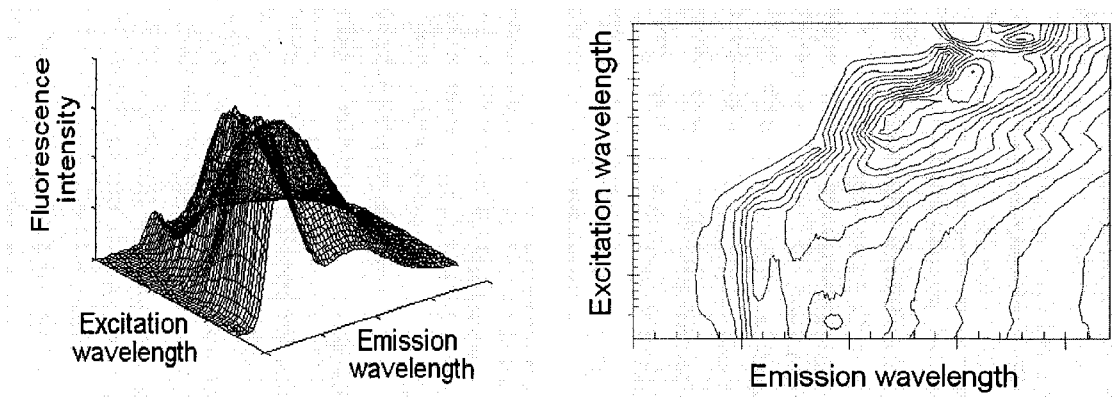 Fluorescence
intensity
Excitation
wavelength
Emission
wavelength
Excitation wavelength
Emission wavelength